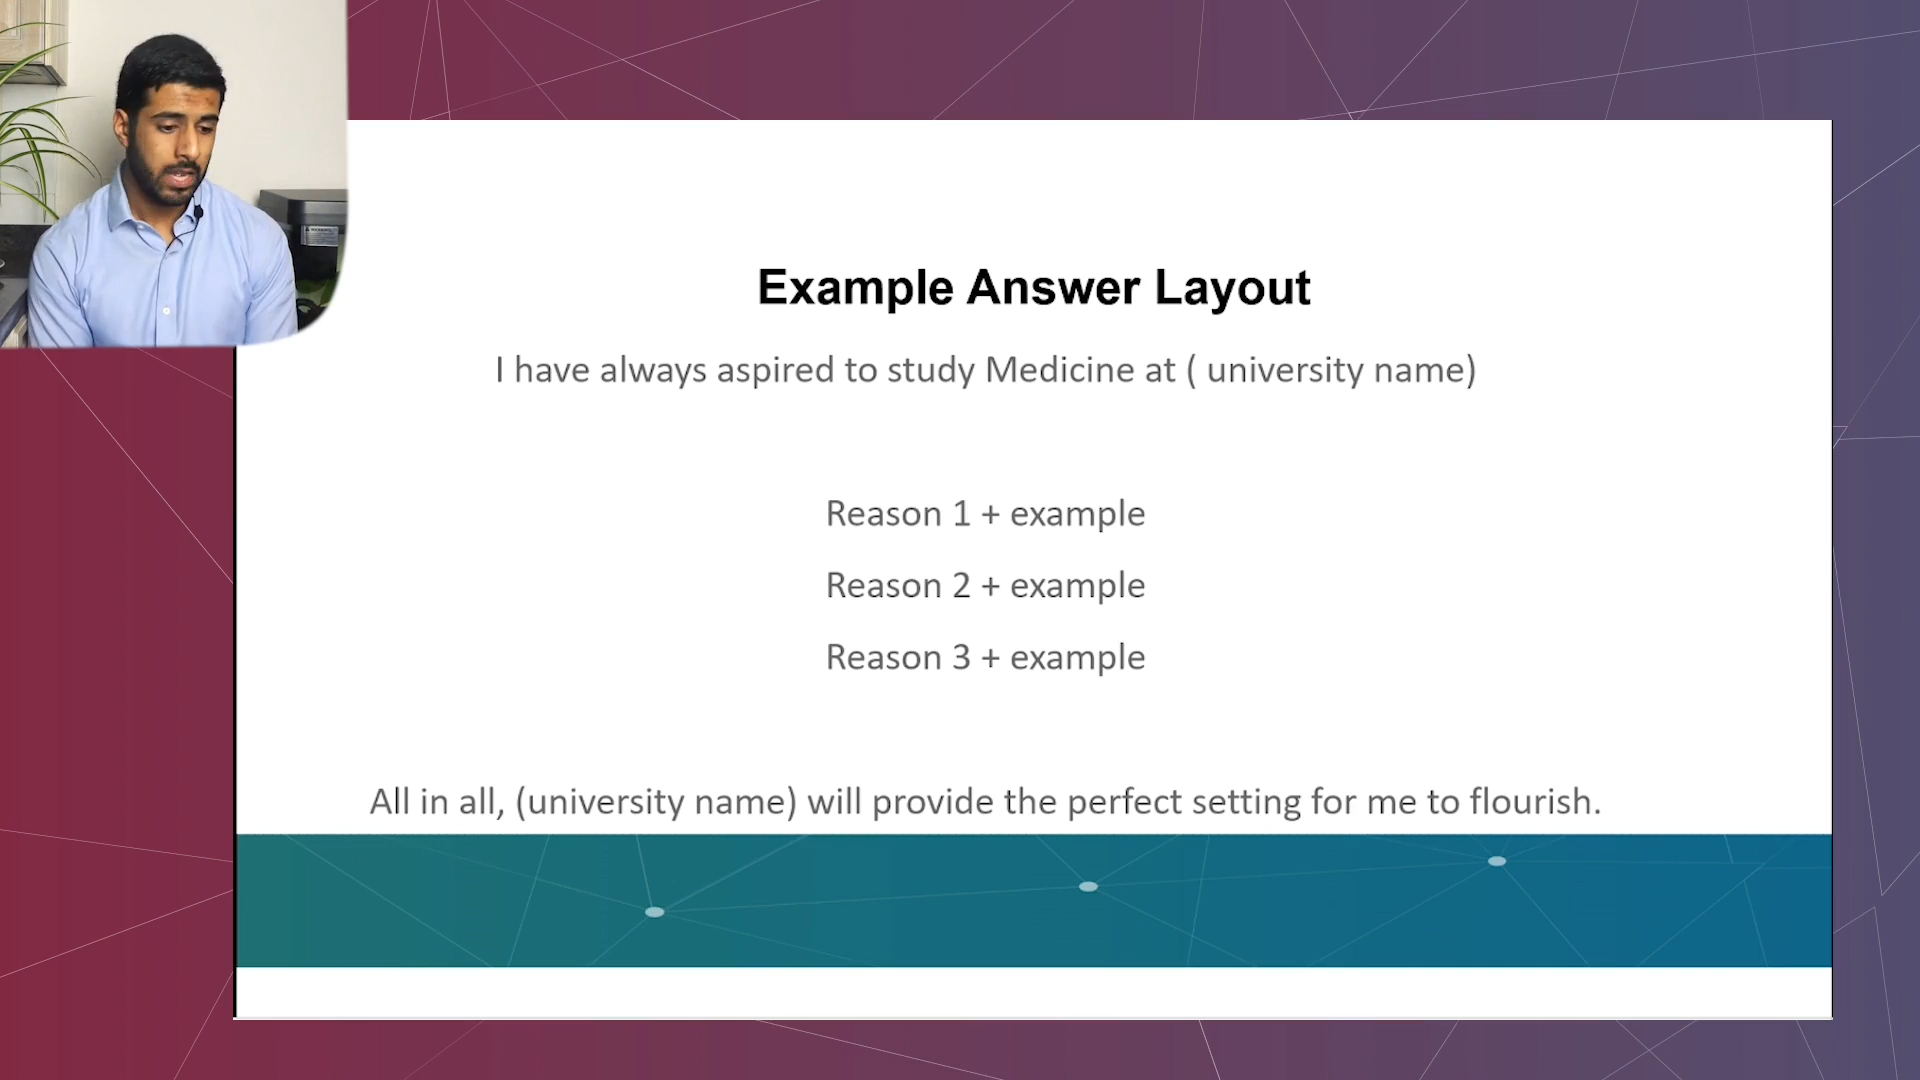 Example Answer Layout
I have always aspired to study Medicine at ( university name)
Reason 1 + example
Reason 2 + example
Reason 3 + example
All in all, (university name) will provide the perfect setting for me to flourish.